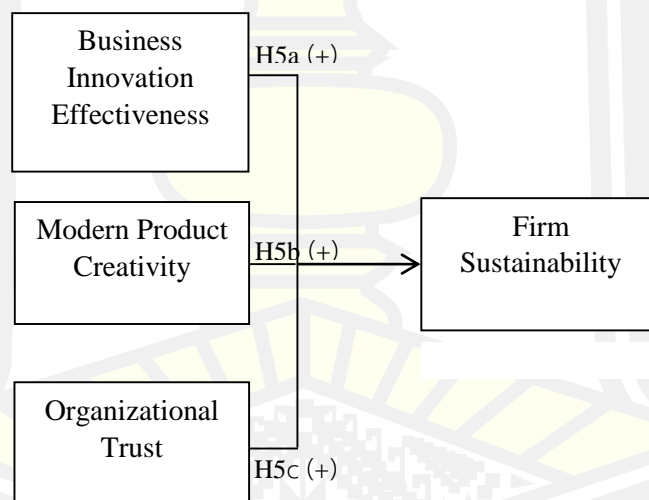 Business
Innovation
Effectiveness
H5a (+)
Modern Product
Creativity
H5b (+)
Firm
Sustainability
Organizational
Trust
H5c (+)